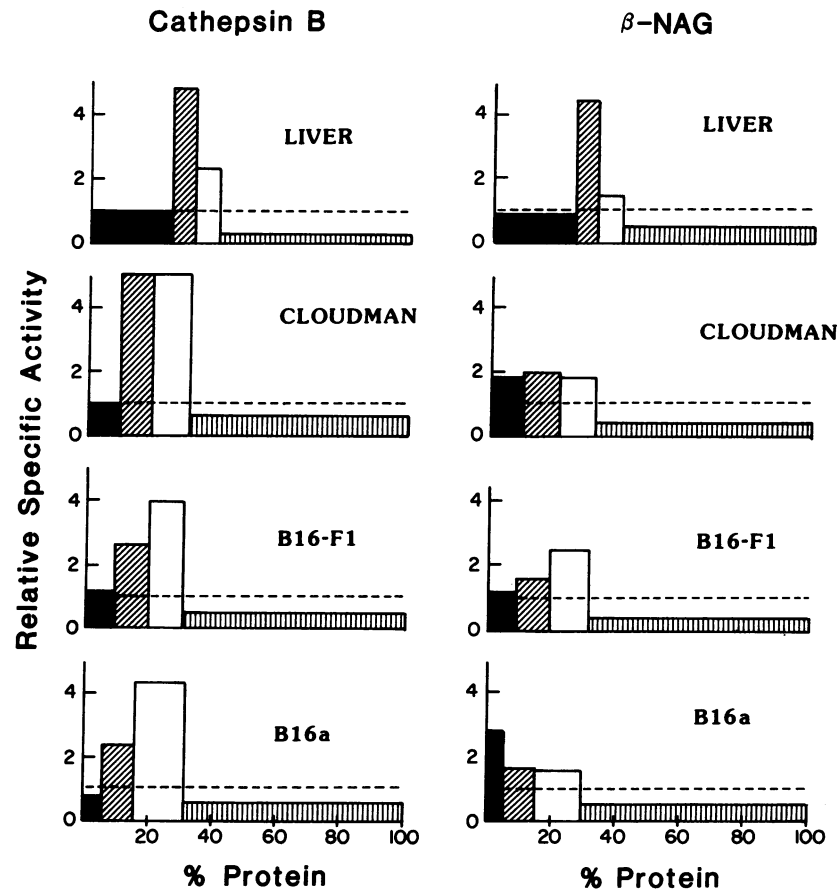 Cathepsin B
β-NAG
Relative Specific Activity
4
2
0
LIVER
4
2
0
LIVER
4
2
0
CLOUDMAN
4
2
0
CLOUDMAN
4
2
0
B16-F1
4
2
0
B16-F1
4
2
0
B16a
20 40 60 80 100
% Protein
4
2
0
B16a
20 40 60 80 100
% Protein